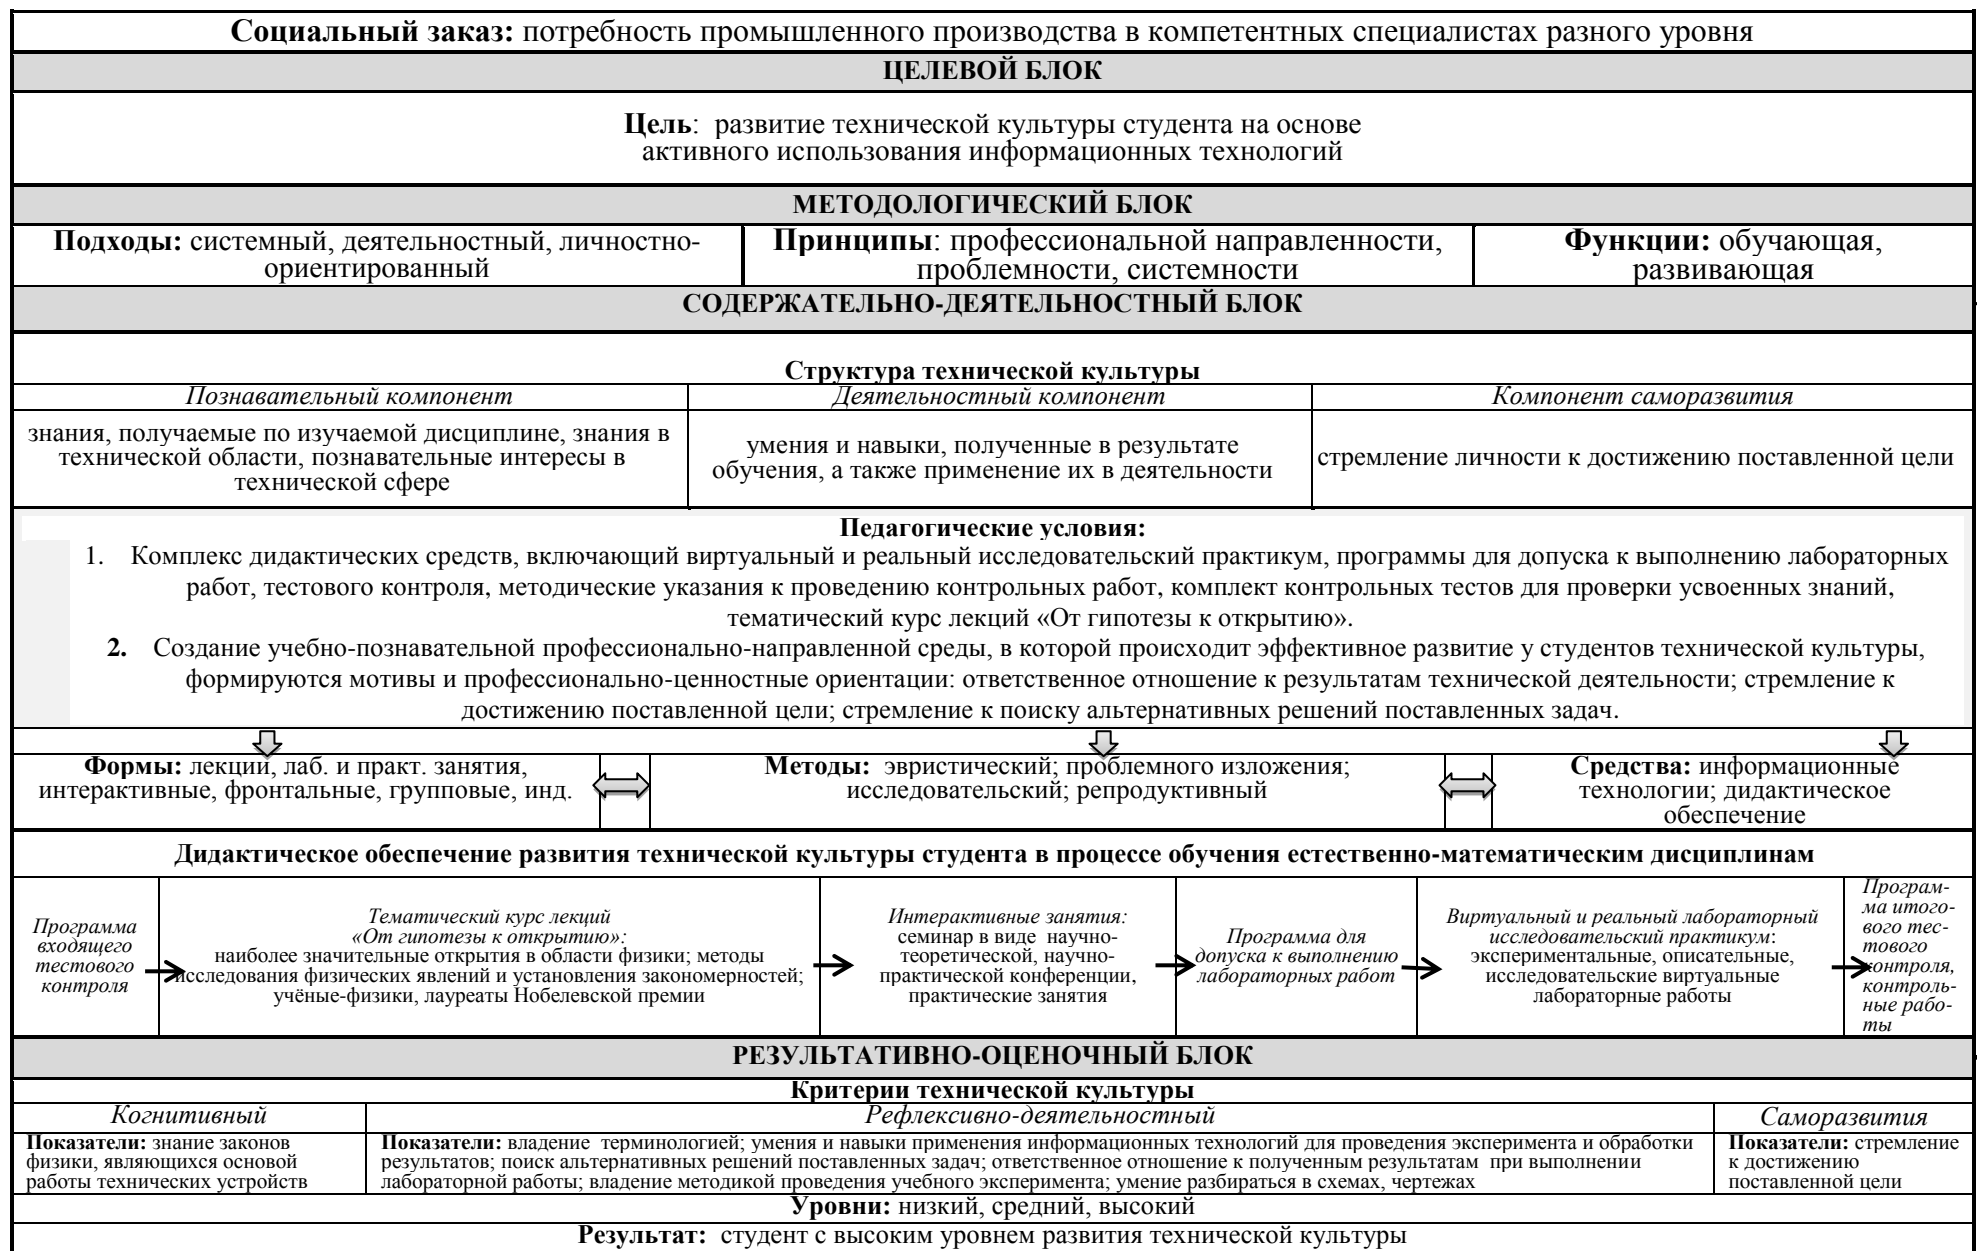 Социальный заказ: потребность промышленного производства в компетентных специалистах разного уровня
ЦЕЛЕВОЙ БЛОК
Цель: развитие технической культуры студента на основе
активного использования информационных технологий
МЕТОДОЛОГИЧЕСКИЙ БЛОК
Подходы: системный, деятельностный, личностно-
ориентированный
Принципы: профессиональной направленности,
проблемности, системности
Функции: обучающая,
развивающая
СОДЕРЖАТЕЛЬНО-ДЕЯТЕЛЬНОСТНЫЙ БЛОК
Структура технической культуры
Познавательный компонент
Деятельностный компонент
Компонент саморазвития
знания, получаемые по изучаемой дисциплине, знания в
технической области, познавательные интересы в
технической сфере
умения и навыки, полученные в результате
обучения, а также применение их в деятельности
стремление личности к достижению поставленной цели
Педагогические условия:
1. Комплекс дидактических средств, включающий виртуальный и реальный исследовательский практикум, программы для допуска к выполнению лабораторных
работ, тестового контроля, методические указания к проведению контрольных работ, комплект контрольных тестов для проверки усвоенных знаний,
тематический курс лекций «От гипотезы к открытию».
2. Создание учебно-познавательной профессионально-направленной среды, в которой происходит эффективное развитие у студентов технической культуры,
формируются мотивы и профессионально-ценностные ориентации: ответственное отношение к результатам технической деятельности; стремление к
достижению поставленной цели; стремление к поиску альтернативных решений поставленных задач.
Формы: лекции, лаб. и практ. занятия,
интерактивные, фронтальные, групповые, инд.
Методы: эвристический; проблемного изложения;
исследовательский; репродуктивный
Средства: информационные
технологии; дидактическое
обеспечение
Дидактическое обеспечение развития технической культуры студента в процессе обучения естественно-математическим дисциплинам
Программа
входящего
тестового
контроля
Тематический курс лекций
«От гипотезы к открытию»:
наиболее значительные открытия в области физики; методы
исследования физических явлений и установления закономерностей;
учёные-физики, лауреаты Нобелевской премии
Интерактивные занятия:
семинар в виде научно-
теоретической, научно-
практической конференции,
практические занятия
Программа для
допуска к выполнению
лабораторных работ
Виртуальный и реальный лабораторный
исследовательский практикум:
экспериментальные, описательные,
исследовательские виртуальные
лабораторные работы
Програм-
ма итого-
вого тес-
тового
контроля,
контроль-
ные рабо-
ты
РЕЗУЛЬТАТИВНО-ОЦЕНОЧНЫЙ БЛОК
Критерии технической культуры
Когнитивный
Рефлексивно-деятельностный
Саморазвития
Показатели: знание законов
физики, являющихся основой
работы технических устройств
Показатели: владение терминологией; умения и навыки применения информационных технологий для проведения эксперимента и обработки
результатов; поиск альтернативных решений поставленных задач; ответственное отношение к полученным результатам при выполнении
лабораторной работы; владение методикой проведения учебного эксперимента; умение разбираться в схемах, чертежах
Показатели: стремление
к достижению
поставленной цели
Уровни: низкий, средний, высокий
Результат: студент с высоким уровнем развития технической культуры